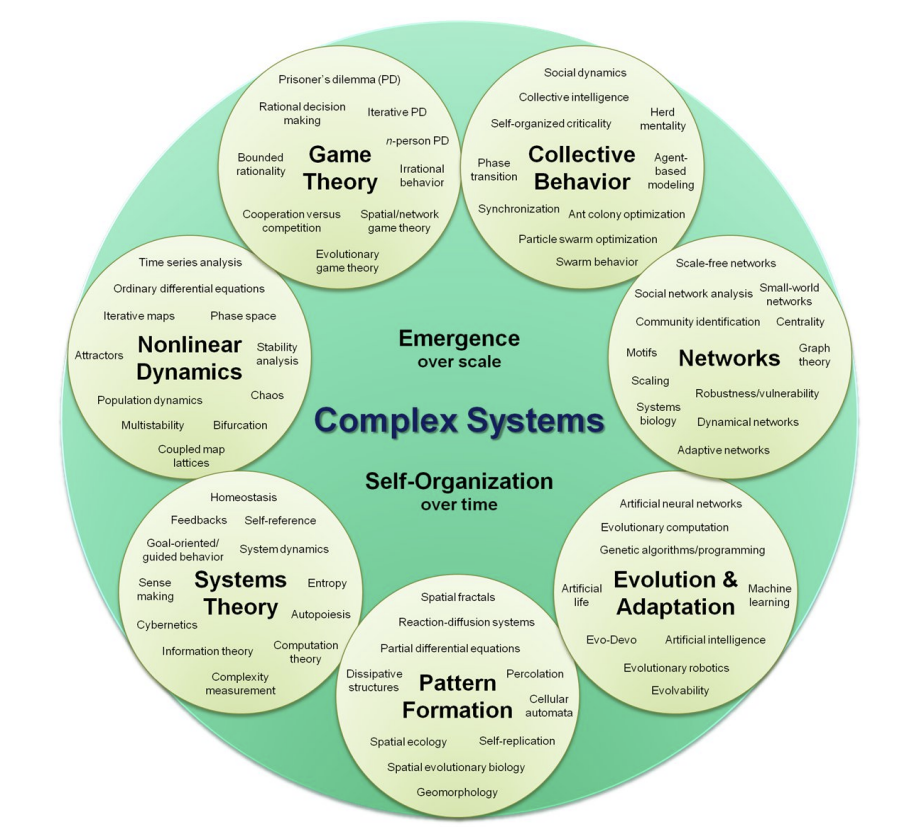 Prisoner's dilemma (PD)
Rational decision
making
Iterative PD
n-person PD
Bounded
rationality
Game
Theory
Irrational
behavior
Cooperation versus
competition
Spatial/network
game theory
Evolutionary
game theory
Social dynamics
Collective intelligence
Herd
mentality
Self-organized criticality
Phase
transition
Collective
Behavior
Agent-
based
modeling
Synchronization
Ant colony optimization
Particle swarm optimization
Swarm behavior
Time series analysis
Ordinary differential equations
Iterative maps
Phase space
Attractors
Nonlinear
Dynamics
Stability
analysis
Population dynamics
Chaos
Multistability
Bifurcation
Coupled map
lattices
Emergence
over scale
Complex Systems
Self-Organization
over time
Scale-free networks
Social network analysis
Small-world
networks
Community identification
Centrality
Motifs
Networks
Graph
theory
Scaling
Robustness/vulnerability
Systems
biology
Dynamical networks
Adaptive networks
Homeostasis
Feedbacks
Self-reference
Goal-oriented/
guided behavior
System dynamics
Sense
making
Systems
Theory
Entropy
Cybernetics
Autopoiesis
Information theory
Computation
theory
Complexity
measurement
Spatial fractals
Reaction-diffusion systems
Partial differential equations
Dissipative
structures
Pattern
Formation
Percolation
Cellular
automata
Spatial ecology
Self-replication
Spatial evolutionary biology
Geomorphology
Artificial neural networks
Evolutionary computation
Genetic algorithms/programming
Artificial
life
Evolution &
Adaptation
Machine
learning
Evo-Devo
Artificial intelligence
Evolutionary robotics
Evolvability